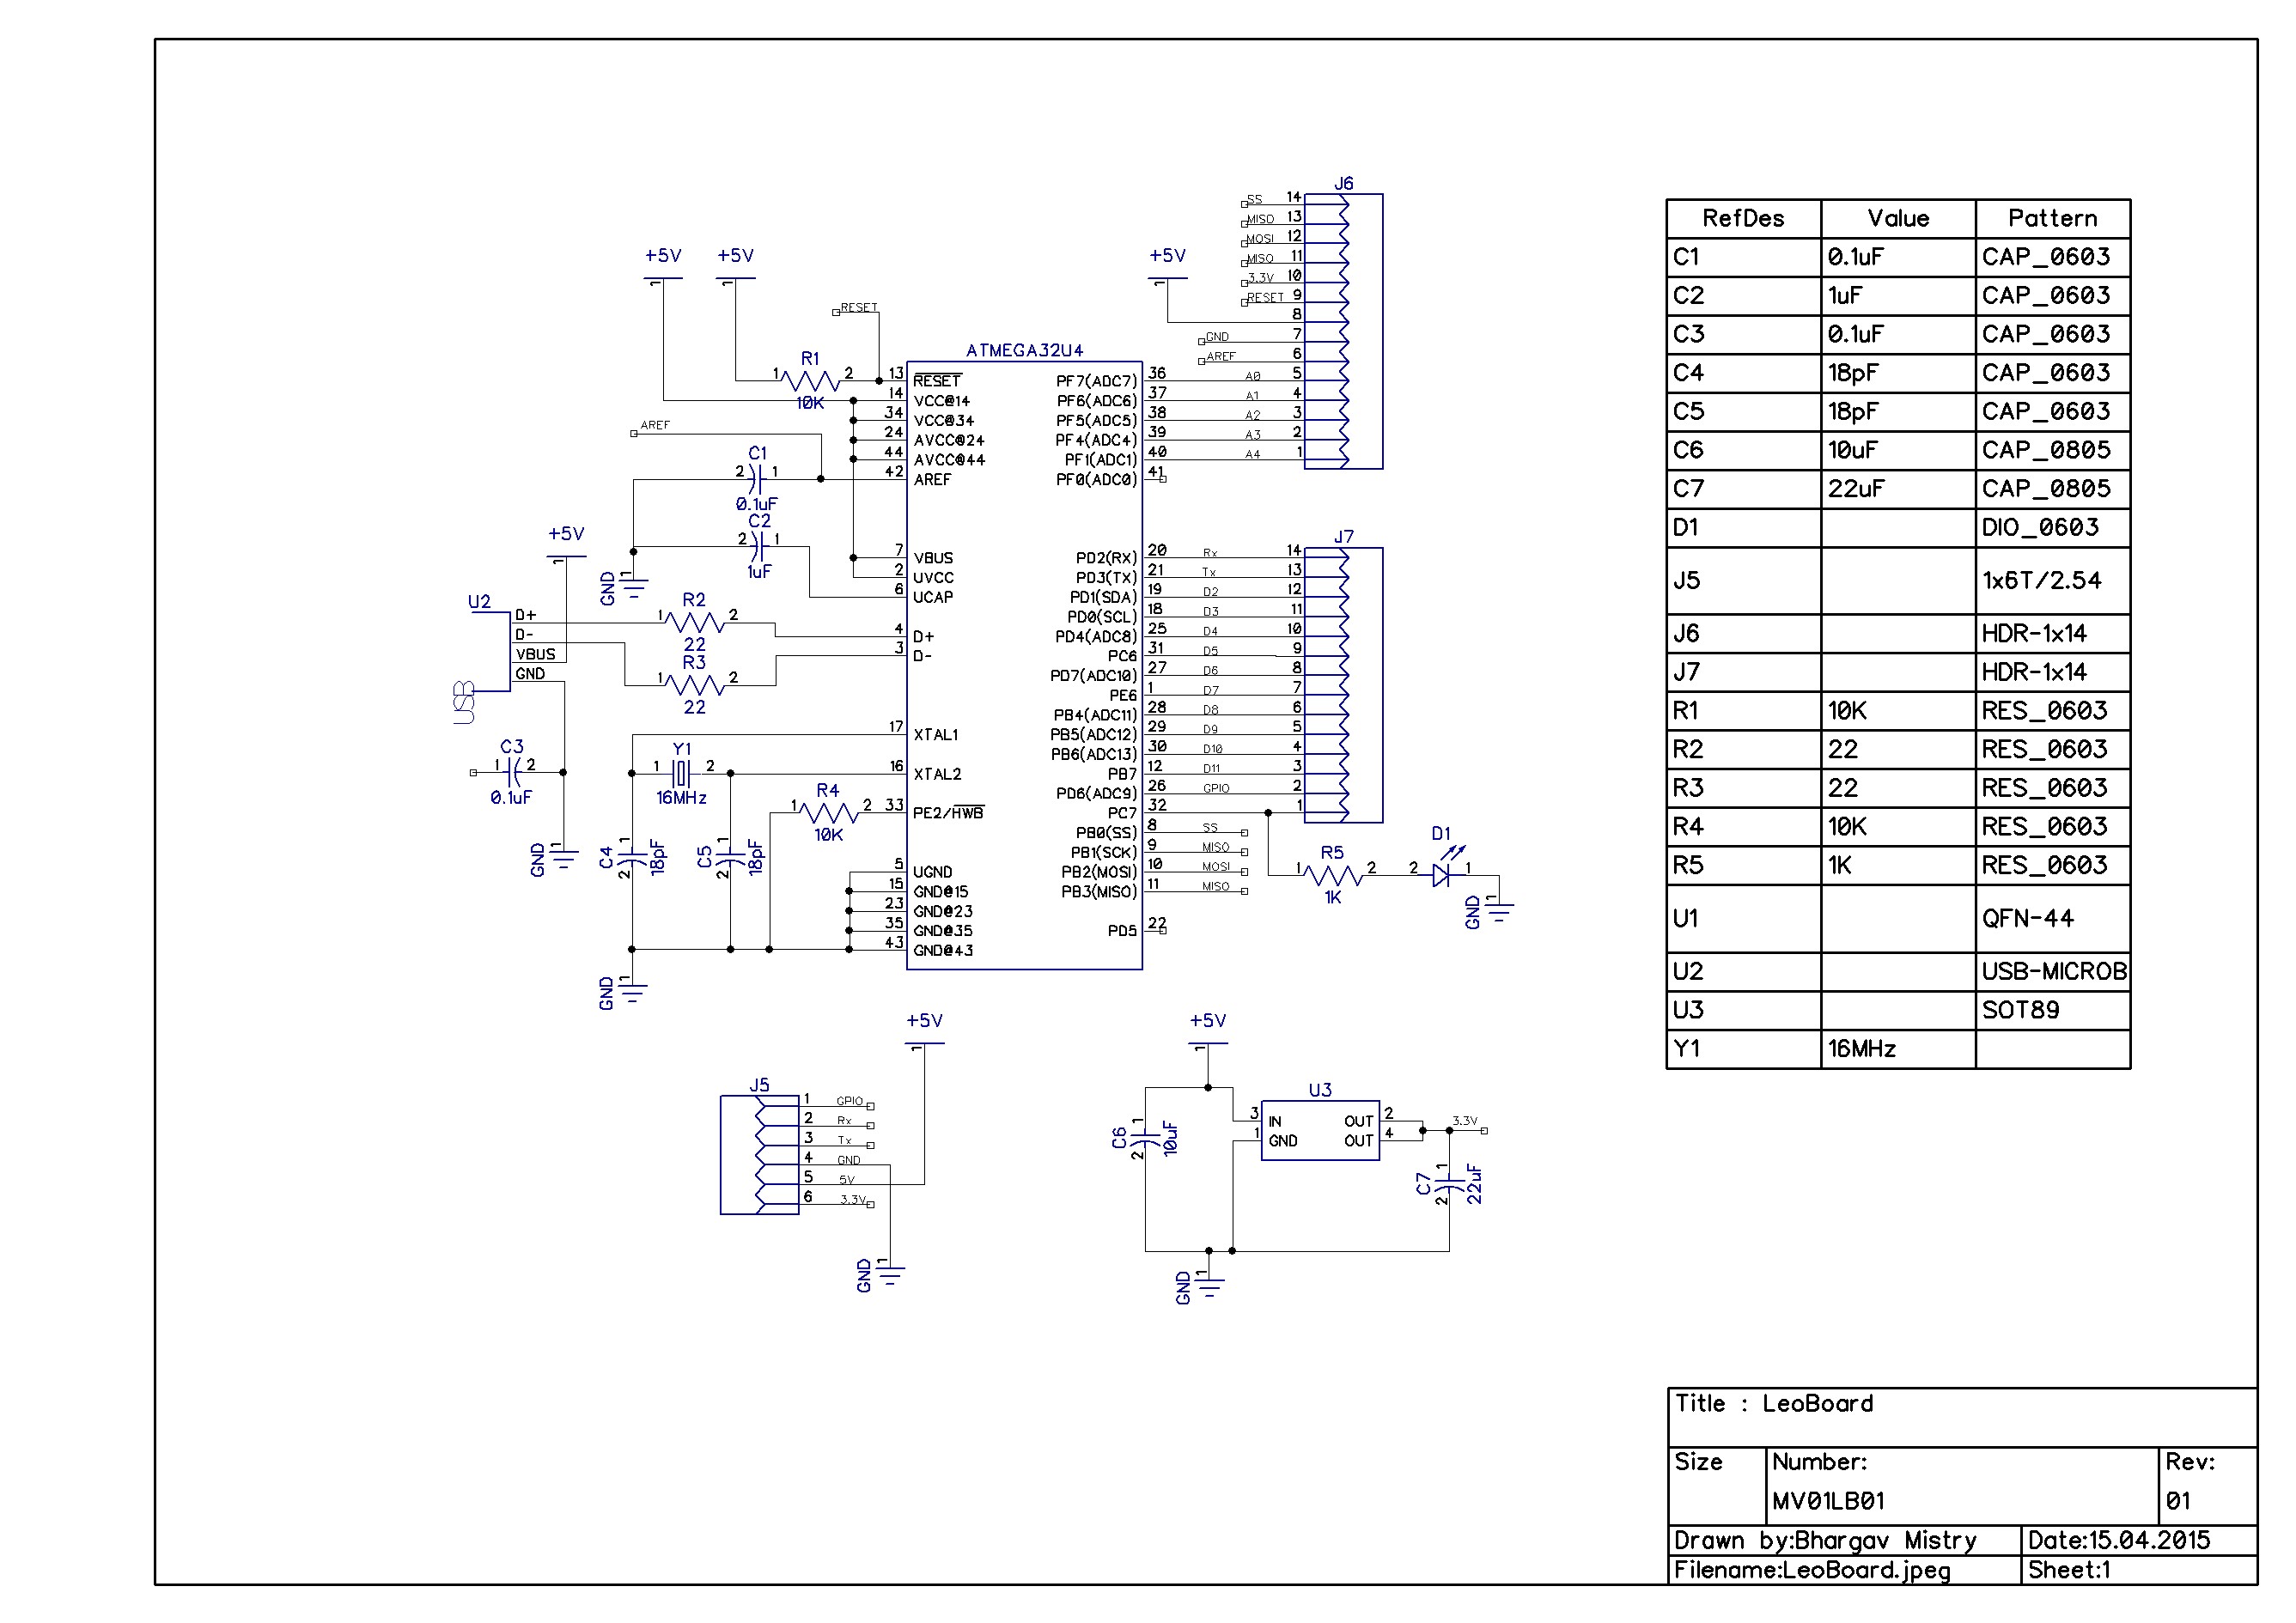 J6
SS 14
MISO 13
MOSI 12
MISO 11
3.3V 10
RESET 9
8
GND 7
AREF 6
A0 5
A1 4
A2 3
A3 2
A4 1
+5V
1
+5V
1
+5V
1
RESET
AREF
R1
1 2
10K
C1
2 1
0.1uF
C2
2 1
1uF
GND 1
+5V
1
U2
D+
D-
VBUS
GND
USB
R2
1 2
22
R3
1 2
22
C3
1 2
0.1uF
GND 1
Y1
1 2
16MHz
C4 1 2 18pF
C5 1 2 18pF
R4
1 2
10K
GND 1
ATMEGA32U4
13 RESET
14 VCC@14
34 VCC@34
24 AVCC@24
44 AVCC@44
42 AREF
7 VBUS
2 UVCC
6 UCAP
4 D+
3 D-
17 XTAL1
16 XTAL2
33 PE2/HWB
5 UGND
15 GND@15
23 GND@23
35 GND@35
43 GND@43
PF7(ADC7) 36
PF6(ADC6) 37
PF5(ADC5) 38
PF4(ADC4) 39
PF1(ADC1) 40
PF0(ADC0) 41
J7
PD2(RX) 20 Rx 14
PD3(TX) 21 Tx 13
PD1(SDA) 19 D2 12
PD0(SCL) 18 D3 11
PD4(ADC8) 25 D4 10
PC6 31 D5 9
PD7(ADC10) 27 D6 8
PE6 1 D7 7
PB4(ADC11) 28 D8 6
PB5(ADC12) 29 D9 5
PB6(ADC13) 30 D10 4
PB7 12 D11 3
PD6(ADC9) 26 GPIO 2
PC7 32 1
PB0(SS) 8 SS
PB1(SCK) 9 MISO
PB2(MOSI) 10 MOSI
PB3(MISO) 11 MISO
PD5 22
R5
1 2
1K
D1
2 1
GND 1
+5V
1
J5
1 GPIO
2 Rx
3 Tx
4 GND
5 5V
6 3.3V
GND 1
+5V
1
U3
3 IN OUT 2
1 GND OUT 4
3.3V
C6 1 2 10uF
C7 1 2 22uF
GND 1
RefDes Value Pattern
C1 0.1uF CAP_0603
C2 1uF CAP_0603
C3 0.1uF CAP_0603
C4 18pF CAP_0603
C5 18pF CAP_0603
C6 10uF CAP_0805
C7 22uF CAP_0805
D1 DIO_0603
J5 1x6T/2.54
J6 HDR-1x14
J7 HDR-1x14
R1 10K RES_0603
R2 22 RES_0603
R3 22 RES_0603
R4 10K RES_0603
R5 1K RES_0603
U1 QFN-44
U2 USB-MICROB
U3 SOT89
Y1 16MHz
Title : LeoBoard
Size Number: Rev:
MV01LB01 01
Drawn by:Bhargav Mistry Date:15.04.2015
Filename:LeoBoard.jpeg Sheet:1